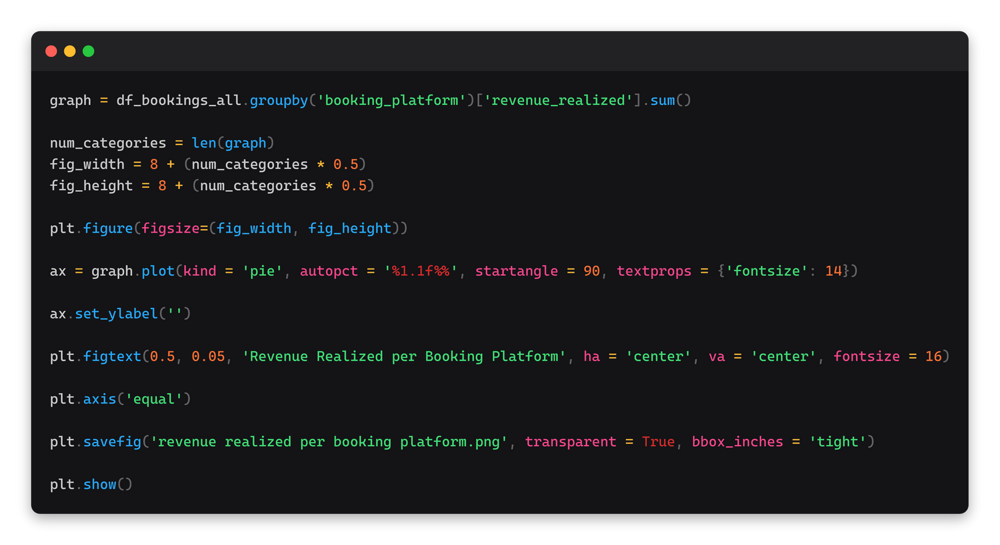 graph = df_bookings_all.groupby('booking_platform')['revenue_realized'].sum()
num_categories = len(graph)
fig_width = 8 + (num_categories * 0.5)
fig_height = 8 + (num_categories * 0.5)
plt.figure(figsize=(fig_width, fig_height))
ax = graph.plot(kind = 'pie', autopct = '%1.1f%%', startangle = 90, textprops = {'fontsize': 14})
ax.set_ylabel('')
plt.figtext(0.5, 0.05, 'Revenue Realized per Booking Platform', ha = 'center', va = 'center', fontsize = 16)
plt.axis('equal')
plt.savefig('revenue realized per booking platform.png', transparent = True, bbox_inches = 'tight')
plt.show()